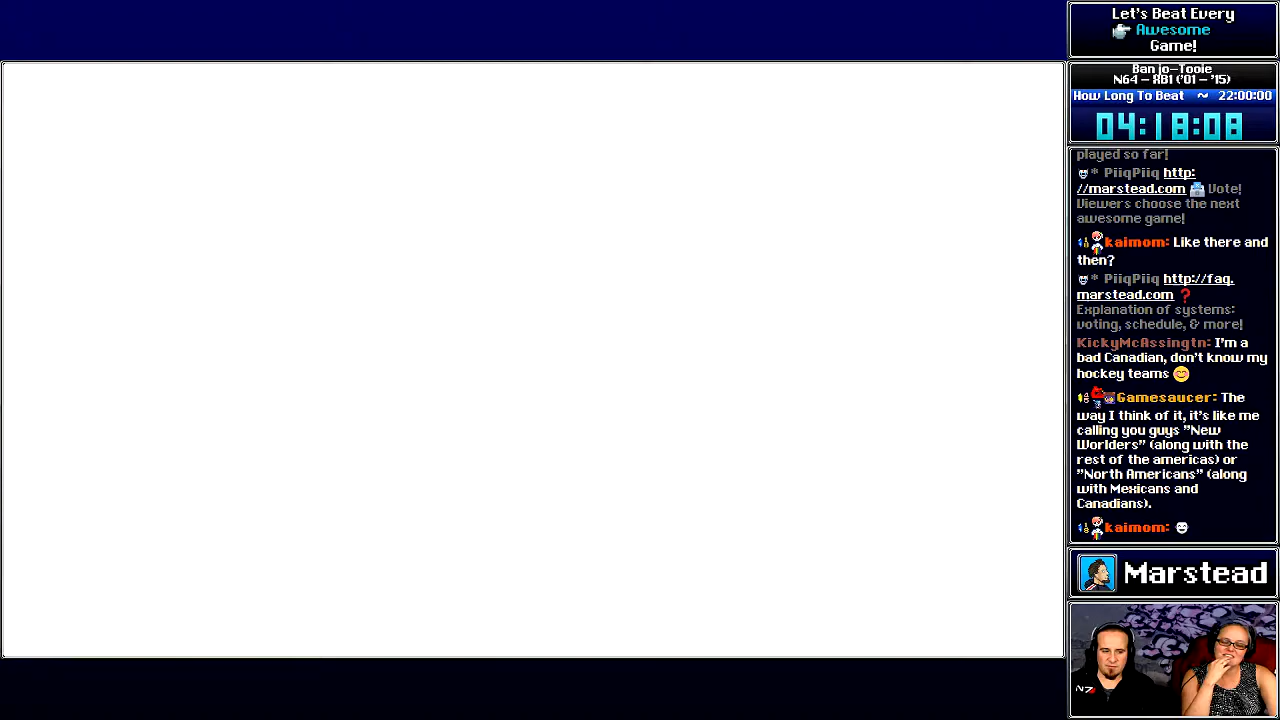 Let's Beat Every
Awesome
Game!
Banjo-Tooie
N64 – XB1 ('01 – '15)
How Long To Beat ~ 22:00:00
04:18:08
played so far!
* PiiqPiiq http:
//marstead.com Vote!
Viewers choose the next
awesome game!
kaimom: Like there and
then?
* PiiqPiiq http://faq.
marstead.com ❓
Explanation of systems:
voting, schedule, & more!
KickyMcAssingtn: I'm a
bad Canadian, don't know my
hockey teams 😊
Gamesaucer: The
way I think of it, it's like me
calling you guys "New
Worlders" (along with the
rest of the americas) or
"North Americans" (along
with Mexicans and
Canadians).
kaimom:
Marstead
N7